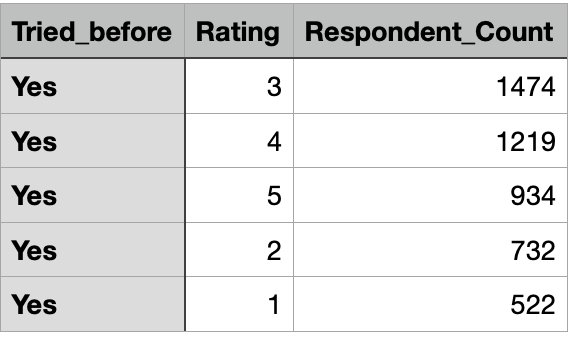 Tried_before Rating Respondent_Count
Yes 3 1474
Yes 4 1219
Yes 5 934
Yes 2 732
Yes 1 522